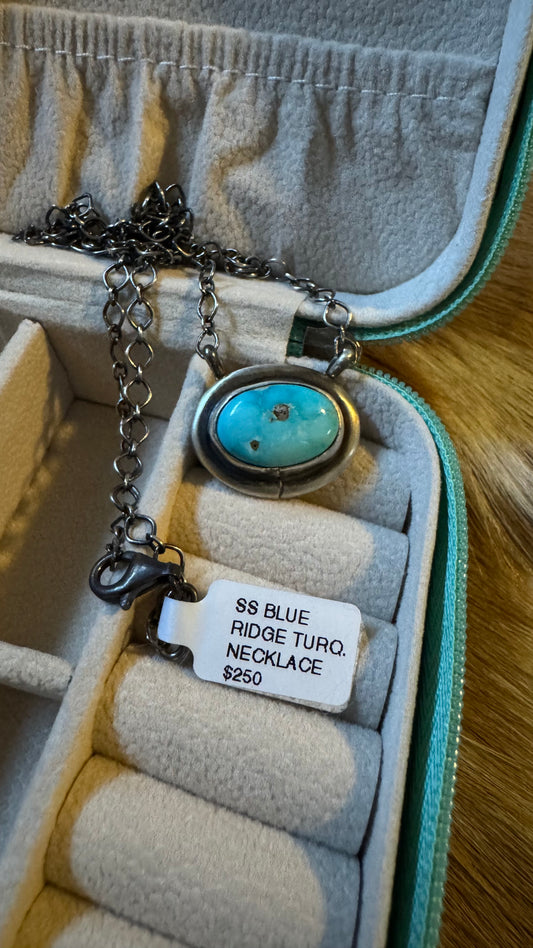 SS BLUE
RIDGE TURQ.
NECKLACE
$250